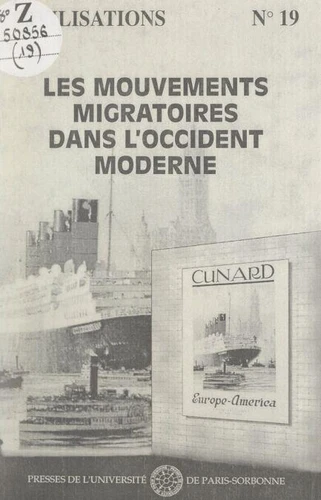 Z
50856
(19)
ILISATIONS N° 19
LES MOUVEMENTS
MIGRATOIRES
DANS L'OCCIDENT
MODERNE
CUNARD
Europe-America
PRESSES DE L'UNIVERSITÉ DE PARIS-SORBONNE